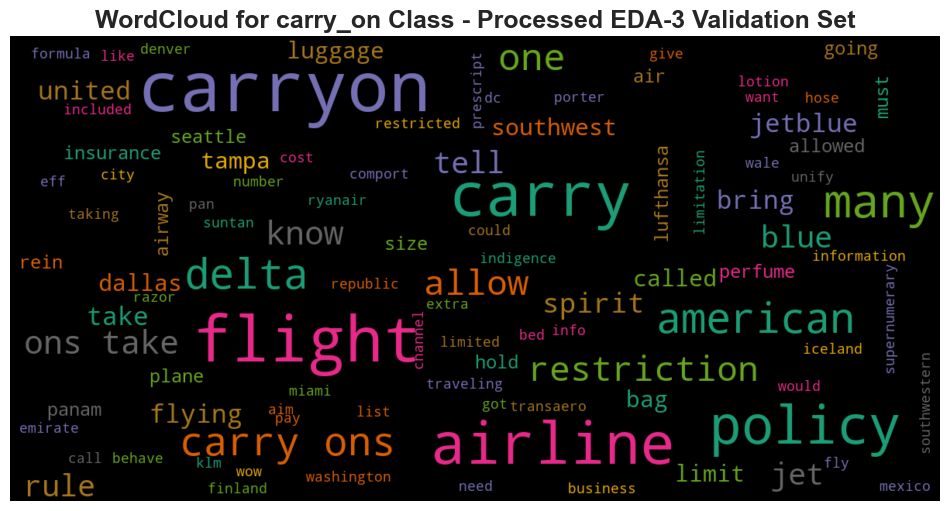 WordCloud for carry_on Class - Processed EDA-3 Validation Set
formula like denver luggage one give going
united carryon prescript air lotion must
included restricted dc porter want hose
seattle southwest jetblue
insurance tampa cost tell allowed
eff city number comport carry lufthansa limitation wale unify
taking airway pan ryanair bring many
suntan know could blue
rein size indigence called perfume information
dallas delta republic allow spirit
razor extra
take channel limited bed info american supernumerary
ons take flight hold restriction iceland southwestern
plane traveling would
miami bag
panam flying aim pay list got transaero
emirate carry ons airline policy
call behave klm limit jet fly
wow washington
rule finland need business mexico